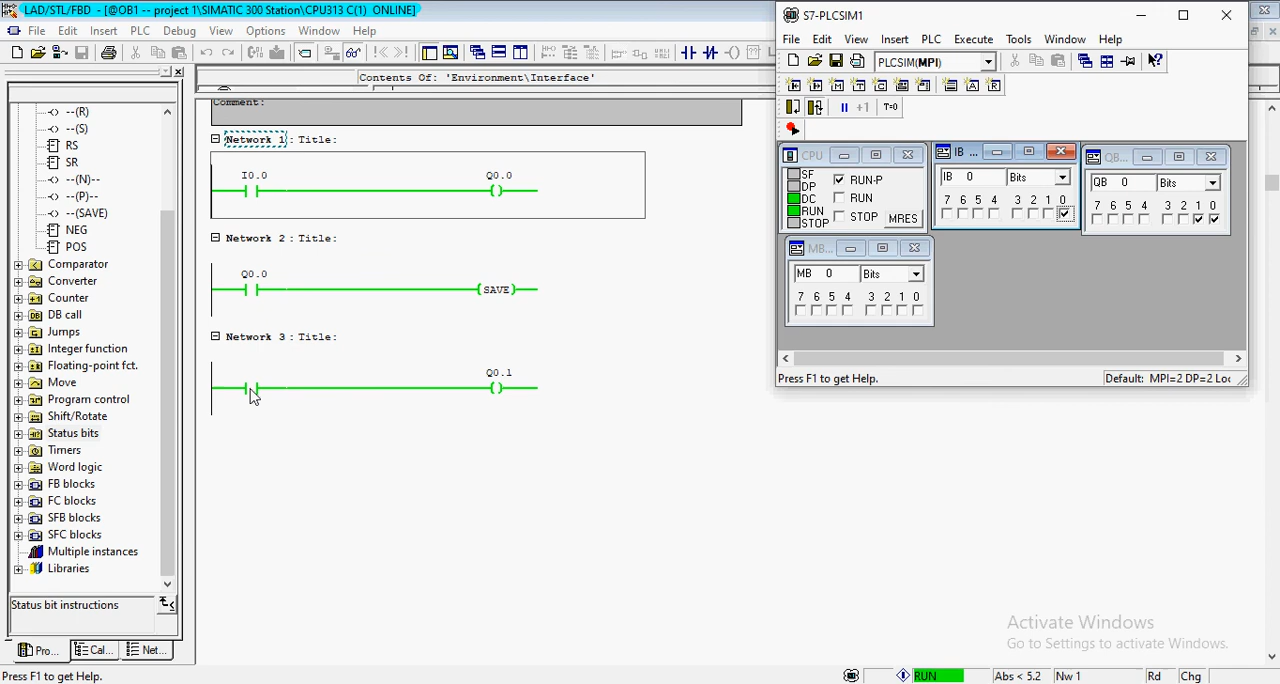 LAD/STL/FBD - [@OB1 -- project 1\SIMATIC 300 Station\CPU313 C(1) ONLINE]
File Edit Insert PLC Debug View Options Window Help
Contents Of: 'Environment\Interface'
--(R)
--(S)
RS
SR
--(N)--
--(P)--
--(SAVE)
NEG
POS
Comparator
Converter
Counter
DB call
Jumps
Integer function
Floating-point fct.
Move
Program control
Shift/Rotate
Status bits
Timers
Word logic
FB blocks
FC blocks
SFB blocks
SFC blocks
Multiple instances
Libraries
Status bit instructions
Pro... Cal... Net...
Comment:
Network 1: Title:
I0.0 Q0.0
Network 2: Title:
Q0.0
(SAVE)
Network 3: Title:
Q0.1
S7-PLCSIM1
File Edit View Insert PLC Execute Tools Window Help
PLCSIM(MPI)
+1 T=0
CPU
SF
DP
DC
RUN
STOP
RUN-P
RUN
STOP MRES
IB ...
IB 0 Bits
7 6 5 4 3 2 1 0
QB...
QB 0 Bits
7 6 5 4 3 2 1 0
MB...
MB 0 Bits
7 6 5 4 3 2 1 0
Press F1 to get Help. Default: MPI=2 DP=2 Loc
Activate Windows
Go to Settings to activate Windows.
Press F1 to get Help. RUN Abs < 5.2 Nw 1 Rd Chg